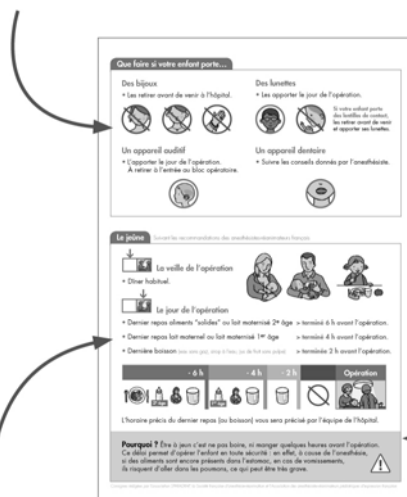 Que faire si votre enfant porte...
Des bijoux
• Les retirer avant de venir à l'hôpital.
Des lunettes
• Les apporter le jour de l'opération.
Si votre enfant porte
des lentilles de contact,
les retirer avant de venir
et apporter ses lunettes.
Un appareil auditif
• L'apporter le jour de l'opération.
À retirer à l'entrée au bloc opératoire.
Un appareil dentaire
• Suivre les conseils donnés par l'anesthésiste.
Le jeûne
Suivant les recommandations des
français
La veille de l'opération
• Dîner habituel.
Le jour de l'opération
• Dernier repas aliments "solides" ou lait maternisé 2e âge > terminé 6 h avant l'opération.
• Dernier repas lait maternel ou lait maternisé 1er âge > terminé 4 h avant l'opération.
• Dernière boisson > terminée 2 h avant l'opération.
- 6 h - 4 h - 2 h Opération
L'horaire précis du dernier repas (ou boisson) vous sera précisé par l'équipe de l'hôpital.
Pourquoi ? Être à jeun c'est ne pas boire, ni manger quelques heures avant l'opération.
Ce délai permet d'opérer l'enfant en toute sécurité : en effet, à cause de l'anesthésie,
si des aliments sont encore présents dans l'estomac, en cas de vomissements,
ils risquent d'aller dans les poumons, ce qui peut être très grave.